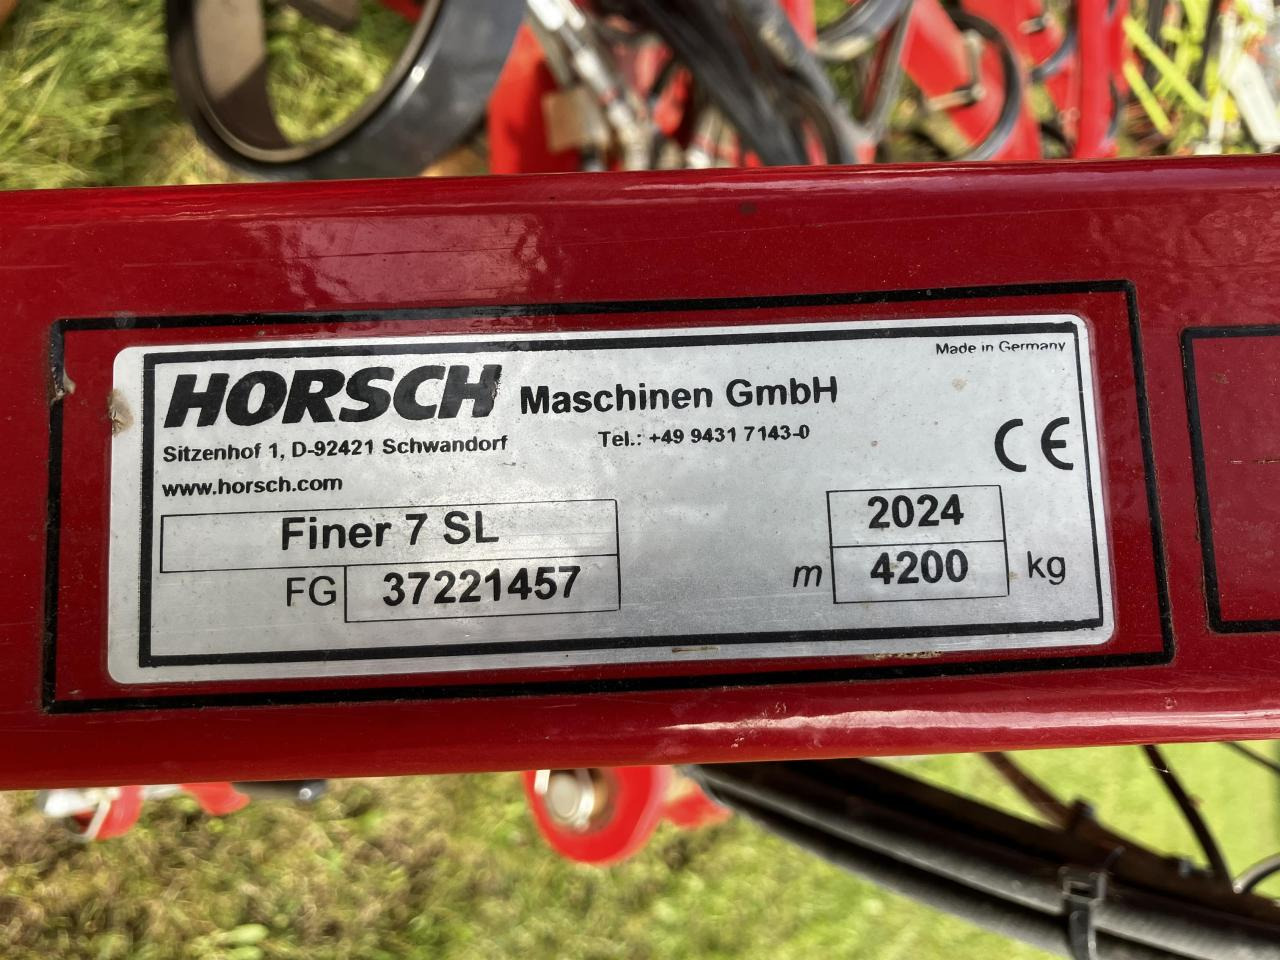 Made in Germany
HORSCH Maschinen GmbH
Sitzenhof 1, D-92421 Schwandorf Tel.: +49 9431 7143-0
www.horsch.com
CE
Finer 7 SL 2024
FG 37221457 m 4200 kg